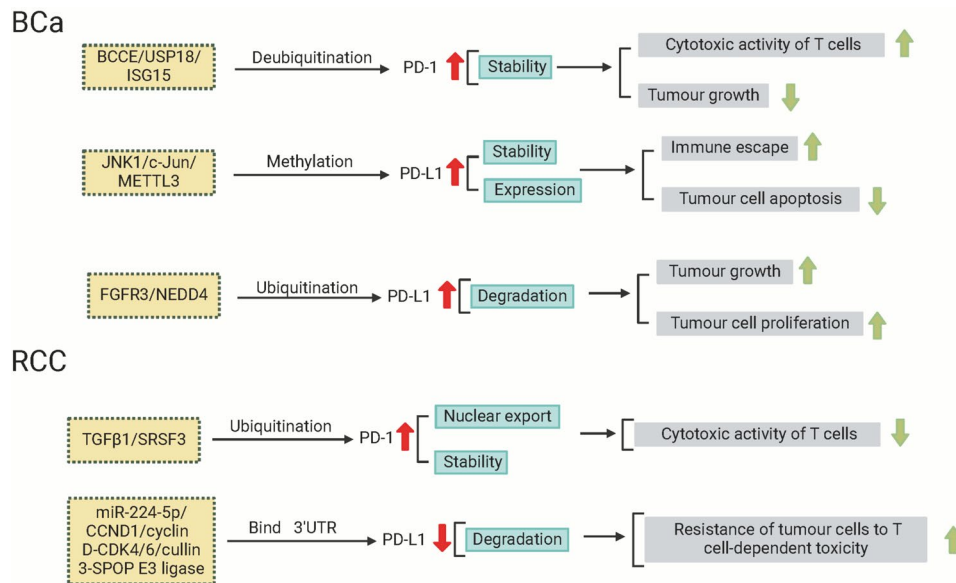 BCa
BCCE/USP18/
ISG15
Deubiquitination
PD-1
Stability
Cytotoxic activity of T cells
Tumour growth
JNK1/c-Jun/
METTL3
Methylation
PD-L1
Stability
Expression
Immune escape
Tumour cell apoptosis
FGFR3/NEDD4
Ubiquitination
PD-L1
Degradation
Tumour growth
Tumour cell proliferation
RCC
TGFβ1/SRSF3
Ubiquitination
PD-1
Nuclear export
Stability
Cytotoxic activity of T cells
miR-224-5p/
CCND1/cyclin
D-CDK4/6/cullin
3-SPOP E3 ligase
Bind 3'UTR
PD-L1
Degradation
Resistance of tumour cells to T
cell-dependent toxicity